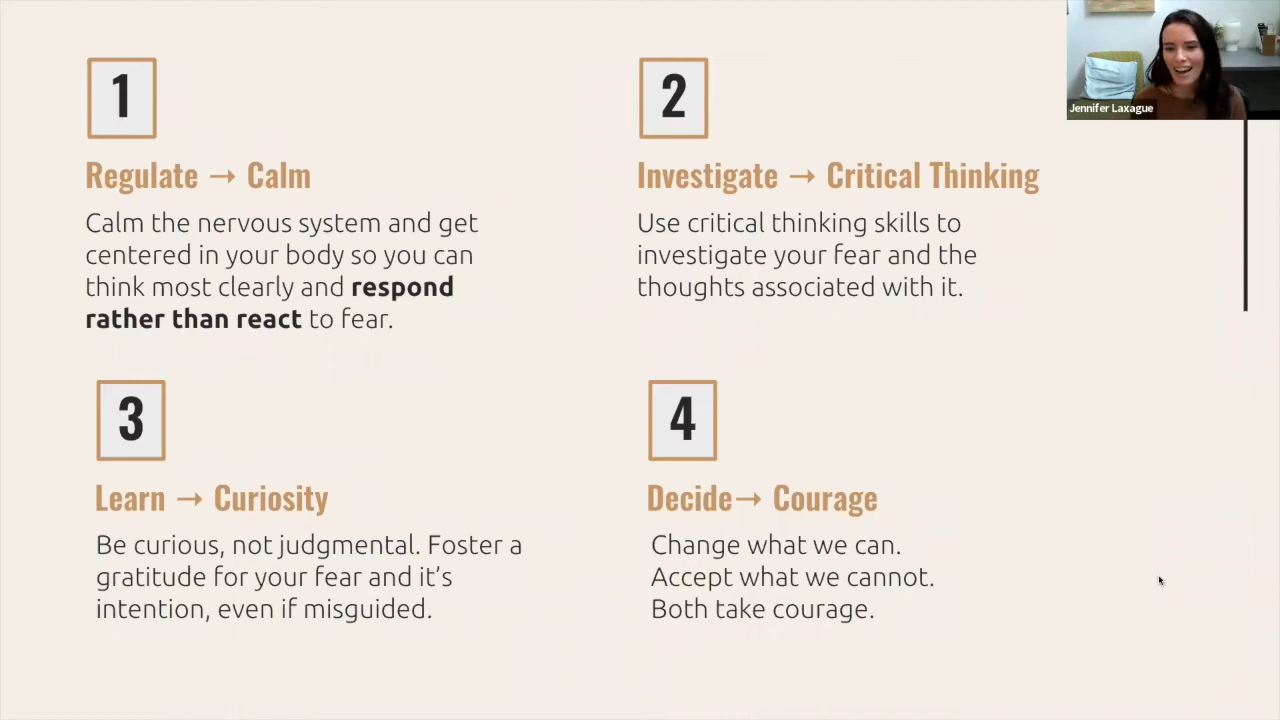 1
Regulate → Calm
Calm the nervous system and get
centered in your body so you can
think most clearly and respond
rather than react to fear.
2
Investigate → Critical Thinking
Use critical thinking skills to
investigate your fear and the
thoughts associated with it.
3
Learn → Curiosity
Be curious, not judgmental. Foster a
gratitude for your fear and it’s
intention, even if misguided.
4
Decide→ Courage
Change what we can.
Accept what we cannot.
Both take courage.
Jennifer Laxague